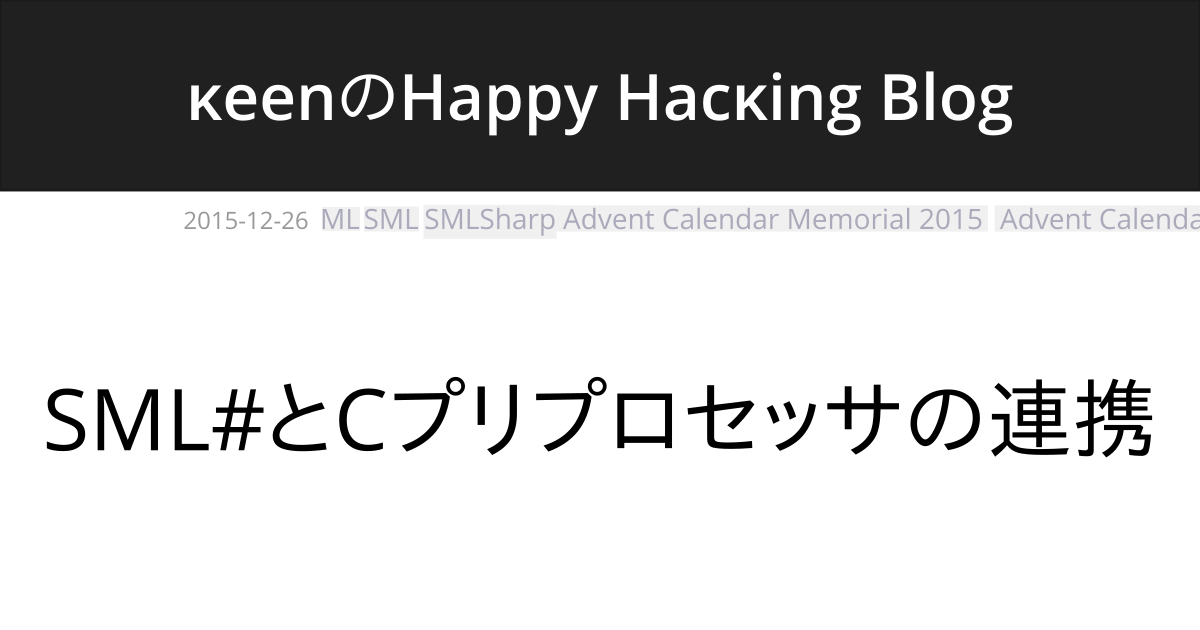 κeenのHappy Hacκing Blog
2015-12-26 ML SML SMLSharp Advent Calendar Memorial 2015 Advent Calenda
SML#とCプリプロセッサの連携